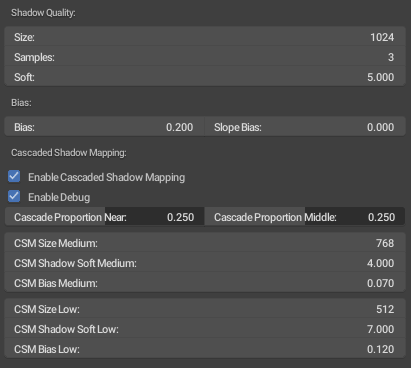 Shadow Quality:
Size: 1024
Samples: 3
Soft: 5.000
Bias:
Bias: 0.200 Slope Bias: 0.000
Cascaded Shadow Mapping:
Enable Cascaded Shadow Mapping
Enable Debug
Cascade Proportion Near: 0.250 Cascade Proportion Middle: 0.250
CSM Size Medium: 768
CSM Shadow Soft Medium: 4.000
CSM Bias Medium: 0.070
CSM Size Low: 512
CSM Shadow Soft Low: 7.000
CSM Bias Low: 0.120